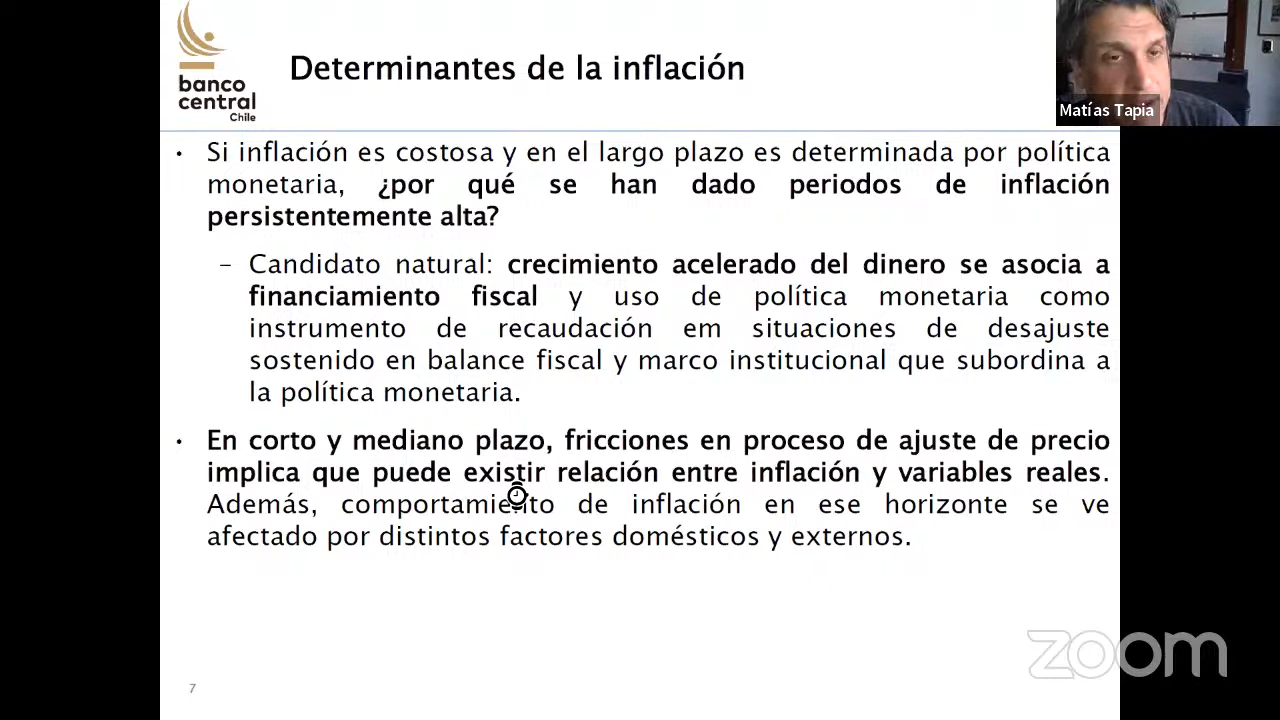 banco
central
Chile
Determinantes de la inflación
Matías Tapia
• Si inflación es costosa y en el largo plazo es determinada por política
monetaria, ¿por qué se han dado periodos de inflación
persistentemente alta?
– Candidato natural: crecimiento acelerado del dinero se asocia a
financiamiento fiscal y uso de política monetaria como
instrumento de recaudación em situaciones de desajuste
sostenido en balance fiscal y marco institucional que subordina a
la política monetaria.
• En corto y mediano plazo, fricciones en proceso de ajuste de precio
implica que puede existir relación entre inflación y variables reales.
Además, comportamiento de inflación en ese horizonte se ve
afectado por distintos factores domésticos y externos.
zoom
7